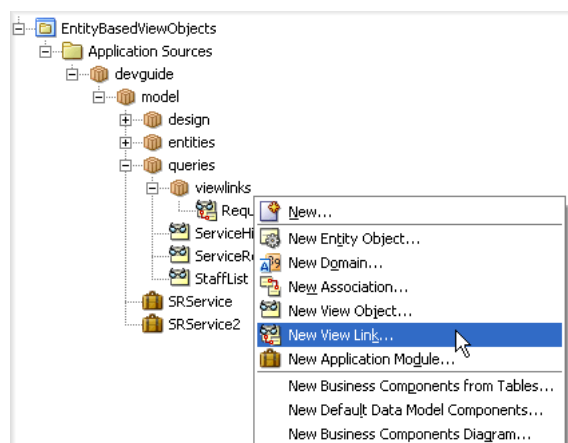 EntityBasedViewObjects
Application Sources
devguide
model
design
entities
queries
viewlinks
Requ
ServiceHi
ServiceR
StaffList
SRService
SRService2
New...
New Entity Object...
New Domain...
New Association...
New View Object...
New View Link...
New Application Module...
New Business Components from Tables...
New Default Data Model Components...
New Business Components Diagram...